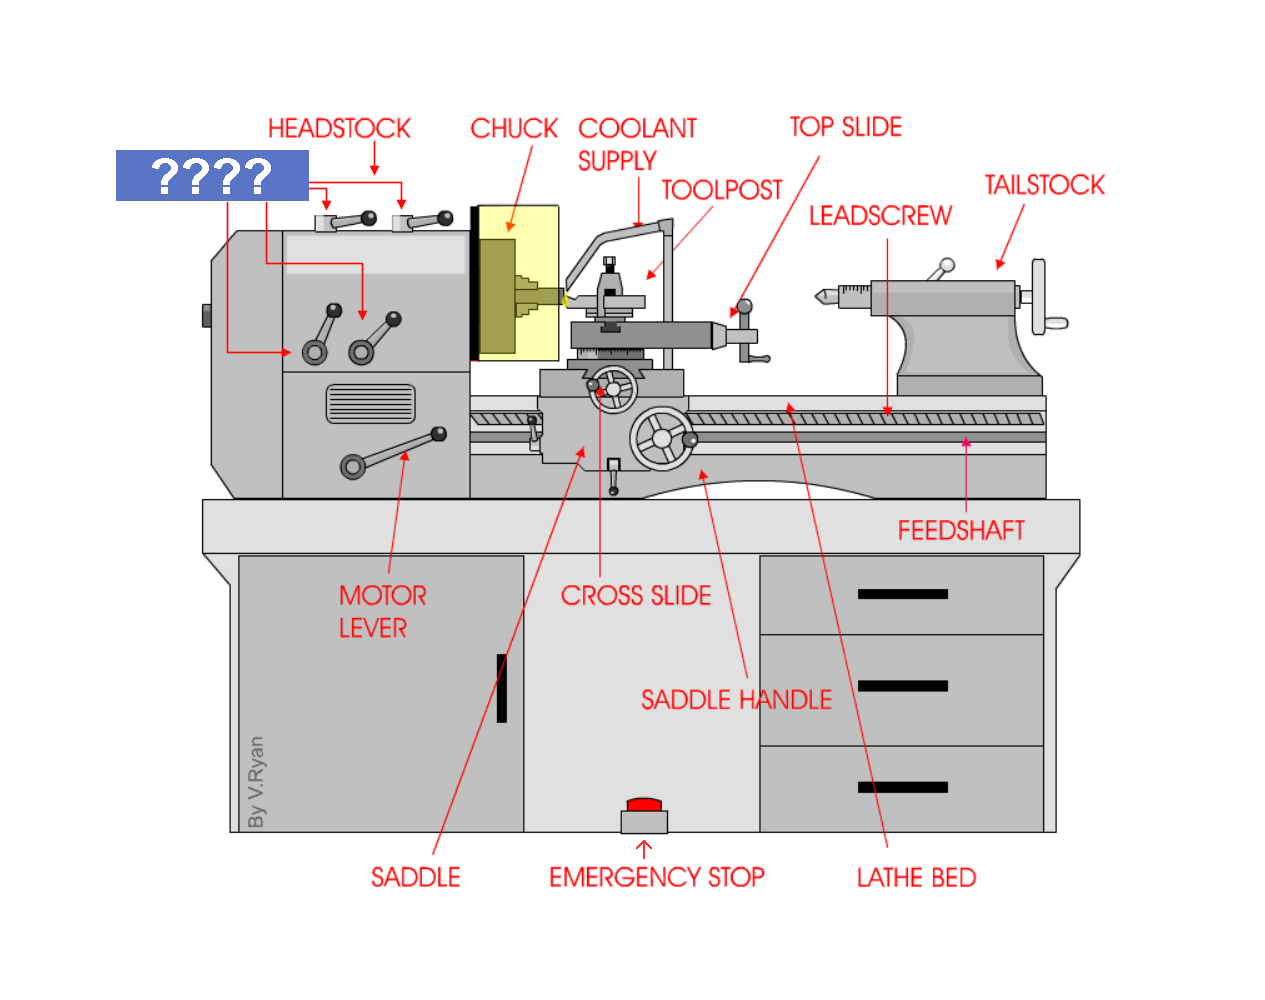 HEADSTOCK
CHUCK
COOLANT
SUPPLY
TOP SLIDE
????
TOOLPOST
TAILSTOCK
LEADSCREW
FEEDSHAFT
MOTOR
LEVER
CROSS SLIDE
SADDLE HANDLE
By V.Ryan
SADDLE
EMERGENCY STOP
LATHE BED